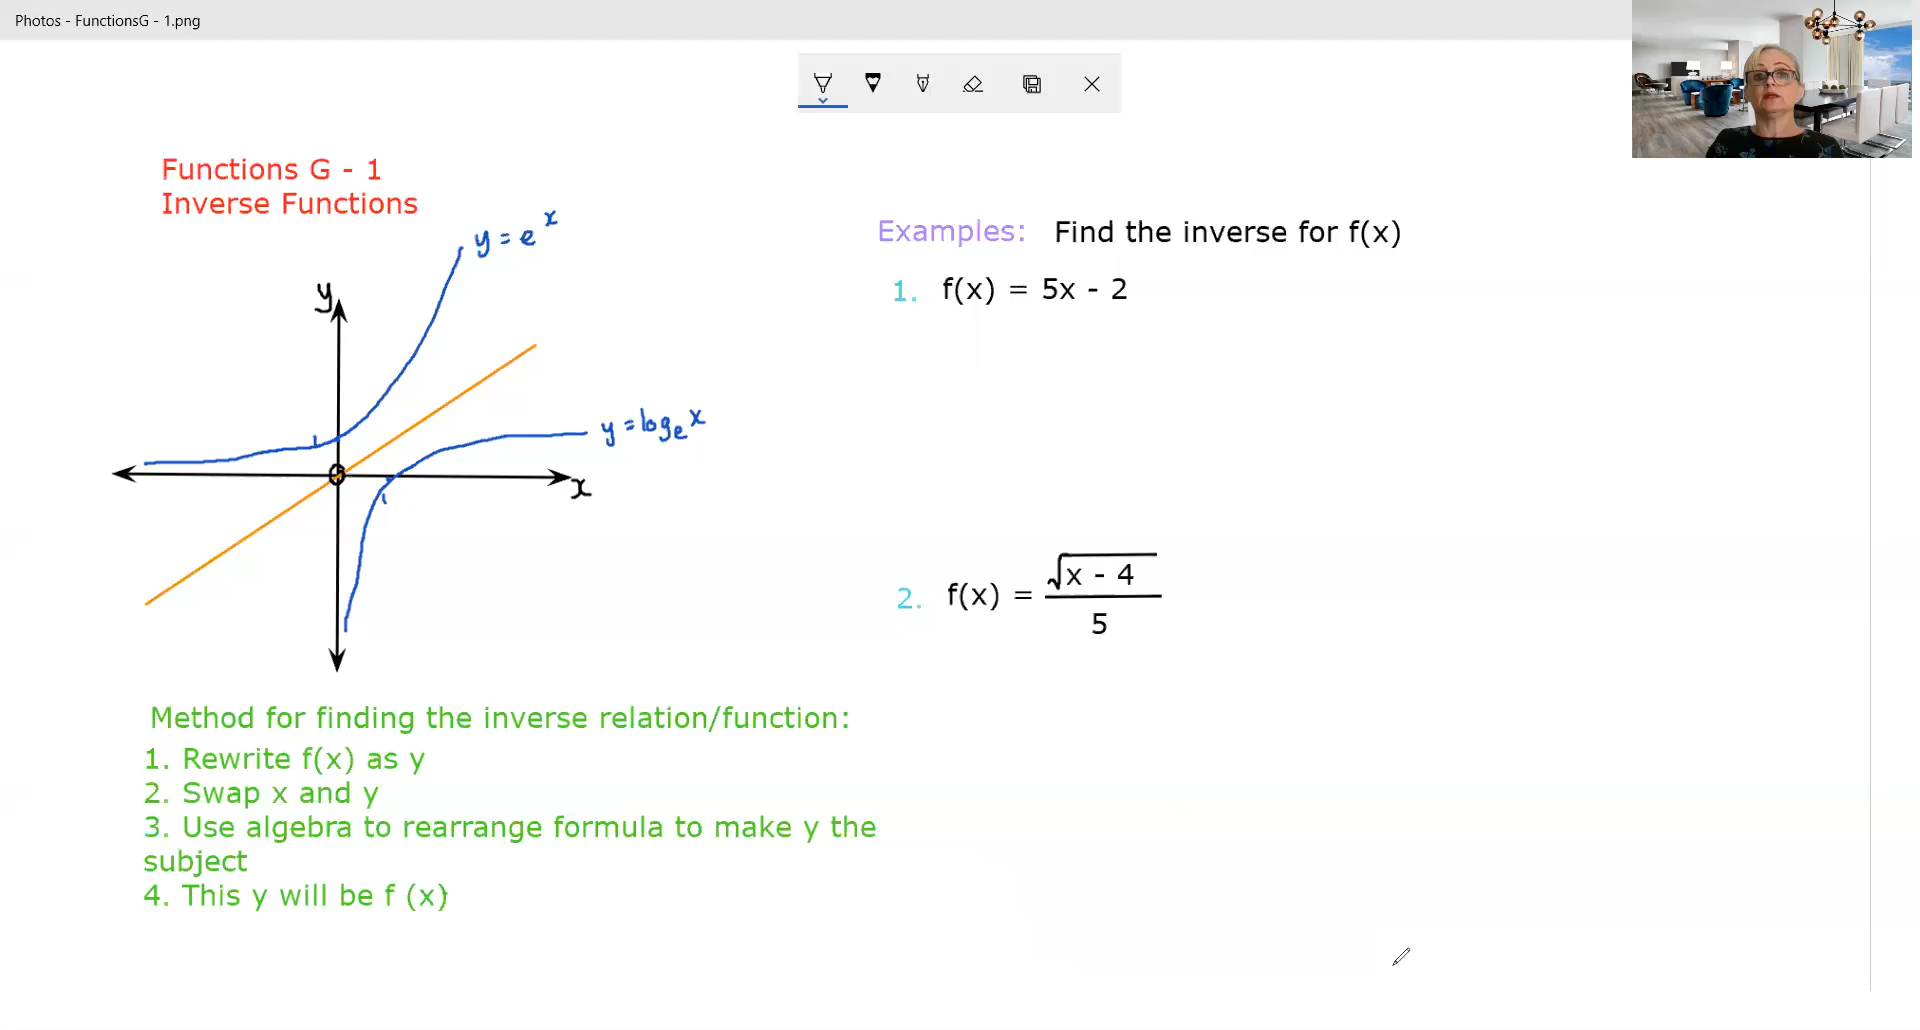 Photos - FunctionsG - 1.png
Functions G - 1
Inverse Functions
y = e^x
y
1
y = log_e x
x
1
Method for finding the inverse relation/function:
1. Rewrite f(x) as y
2. Swap x and y
3. Use algebra to rearrange formula to make y the
subject
4. This y will be f (x)
Examples: Find the inverse for f(x)
1. f(x) = 5x - 2
2. f(x) = √x - 4
5